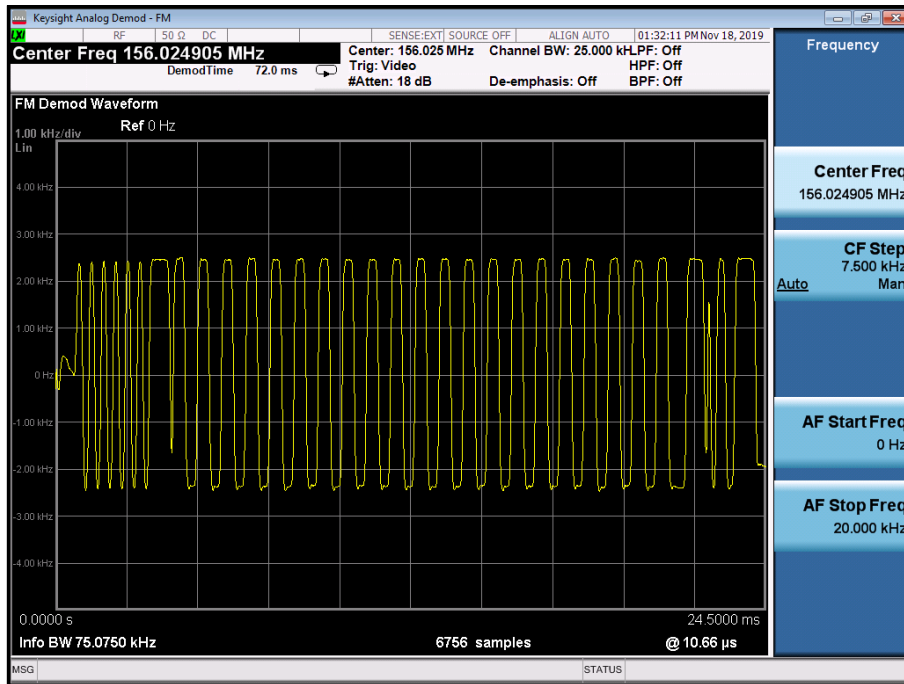 Keysight Analog Demod - FM
LXI RF 50 Ω DC SENSE:EXT SOURCE OFF ALIGN AUTO 01:32:11 PM Nov 18, 2019
Center Freq 156.024905 MHz
DemodTime 72.0 ms
Center: 156.025 MHz Channel BW: 25.000 kH LPF: Off
Trig: Video HPF: Off
#Atten: 18 dB De-emphasis: Off BPF: Off
FM Demod Waveform
Ref 0 Hz
1.00 kHz/div
Lin
4.00 kHz
3.00 kHz
2.00 kHz
1.00 kHz
0 Hz
-1.00 kHz
-2.00 kHz
-3.00 kHz
-4.00 kHz
0.0000 s 24.5000 ms
Info BW 75.0750 kHz 6756 samples @ 10.66 µs
MSG STATUS
Frequency
Center Freq
156.024905 MHz
CF Step
7.500 kHz
Auto Man
AF Start Freq
0 Hz
AF Stop Freq
20.000 kHz